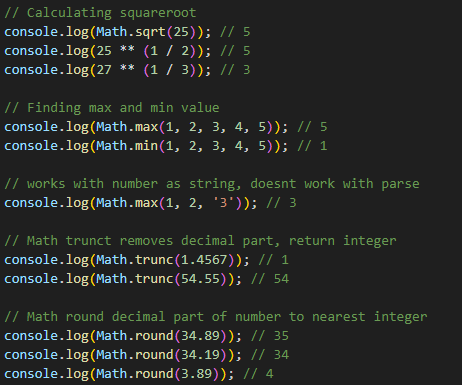 // Calculating squareroot
console.log(Math.sqrt(25)); // 5
console.log(25 ** (1 / 2)); // 5
console.log(27 ** (1 / 3)); // 3
// Finding max and min value
console.log(Math.max(1, 2, 3, 4, 5)); // 5
console.log(Math.min(1, 2, 3, 4, 5)); // 1
// works with number as string, doesnt work with parse
console.log(Math.max(1, 2, '3')); // 3
// Math trunct removes decimal part, return integer
console.log(Math.trunc(1.4567)); // 1
console.log(Math.trunc(54.55)); // 54
// Math round decimal part of number to nearest integer
console.log(Math.round(34.89)); // 35
console.log(Math.round(34.19)); // 34
console.log(Math.round(3.89)); // 4